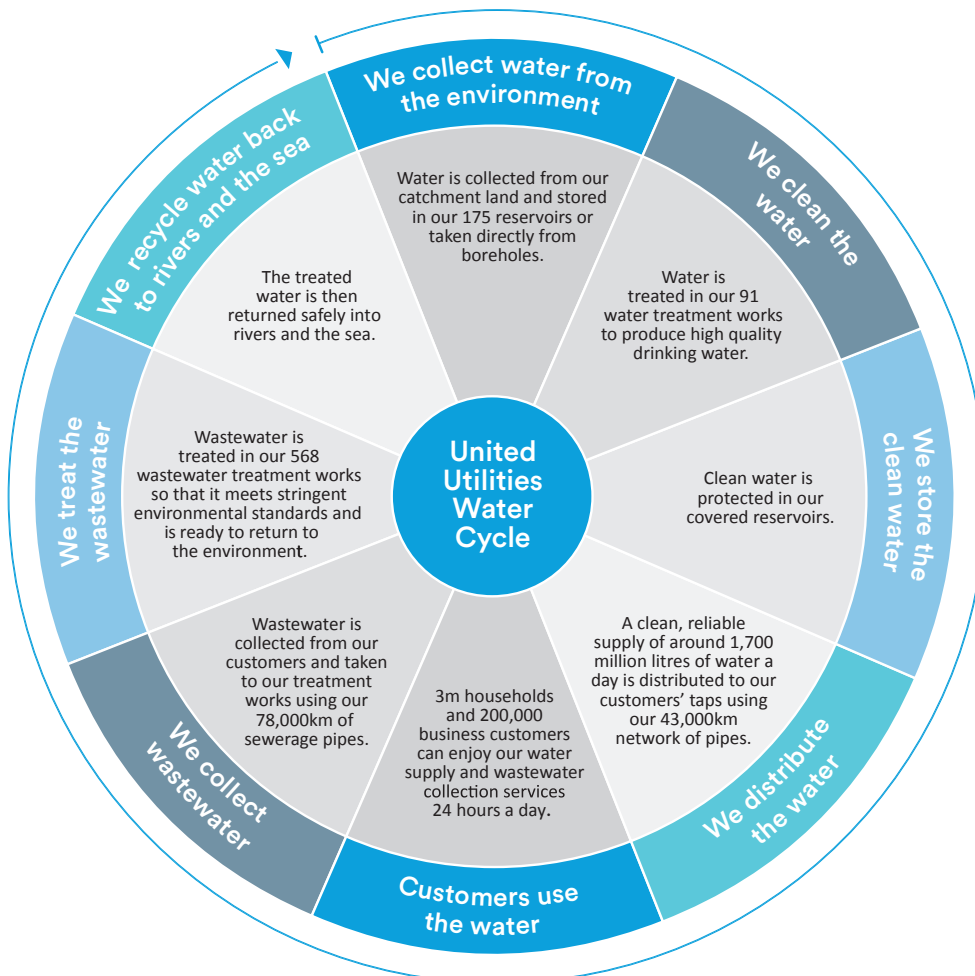 We collect water from
the environment
Water is collected from our
catchment land and stored
in our 175 reservoirs or
taken directly from
boreholes.
We clean the
water
Water is
treated in our 91
water treatment works
to produce high quality
drinking water.
We store the
clean water
Clean water is
protected in our
covered reservoirs.
We distribute
the water
A clean, reliable
supply of around 1,700
million litres of water a
day is distributed to our
customers’ taps using
our 43,000km
network of pipes.
Customers use
the water
3m households
and 200,000
business customers
can enjoy our water
supply and wastewater
collection services
24 hours a day.
We collect
wastewater
Wastewater is
collected from our
customers and taken
to our treatment
works using our
78,000km of
sewerage pipes.
We treat the
wastewater
Wastewater is
treated in our 568
wastewater treatment works
so that it meets stringent
environmental standards and
is ready to return to
the environment.
We recycle water back
to rivers and the sea
The treated
water is then
returned safely into
rivers and the sea.
United
Utilities
Water
Cycle